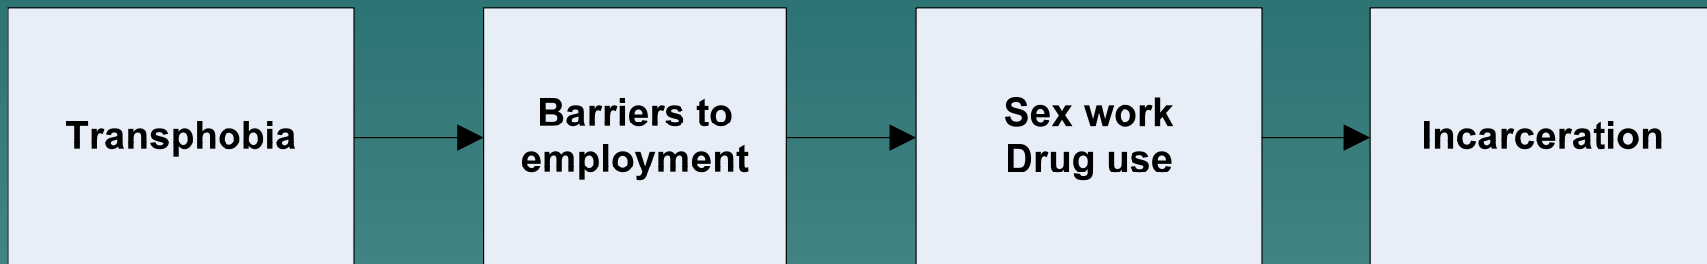 Transphobia
Barriers to
employment
Sex work
Drug use
Incarceration